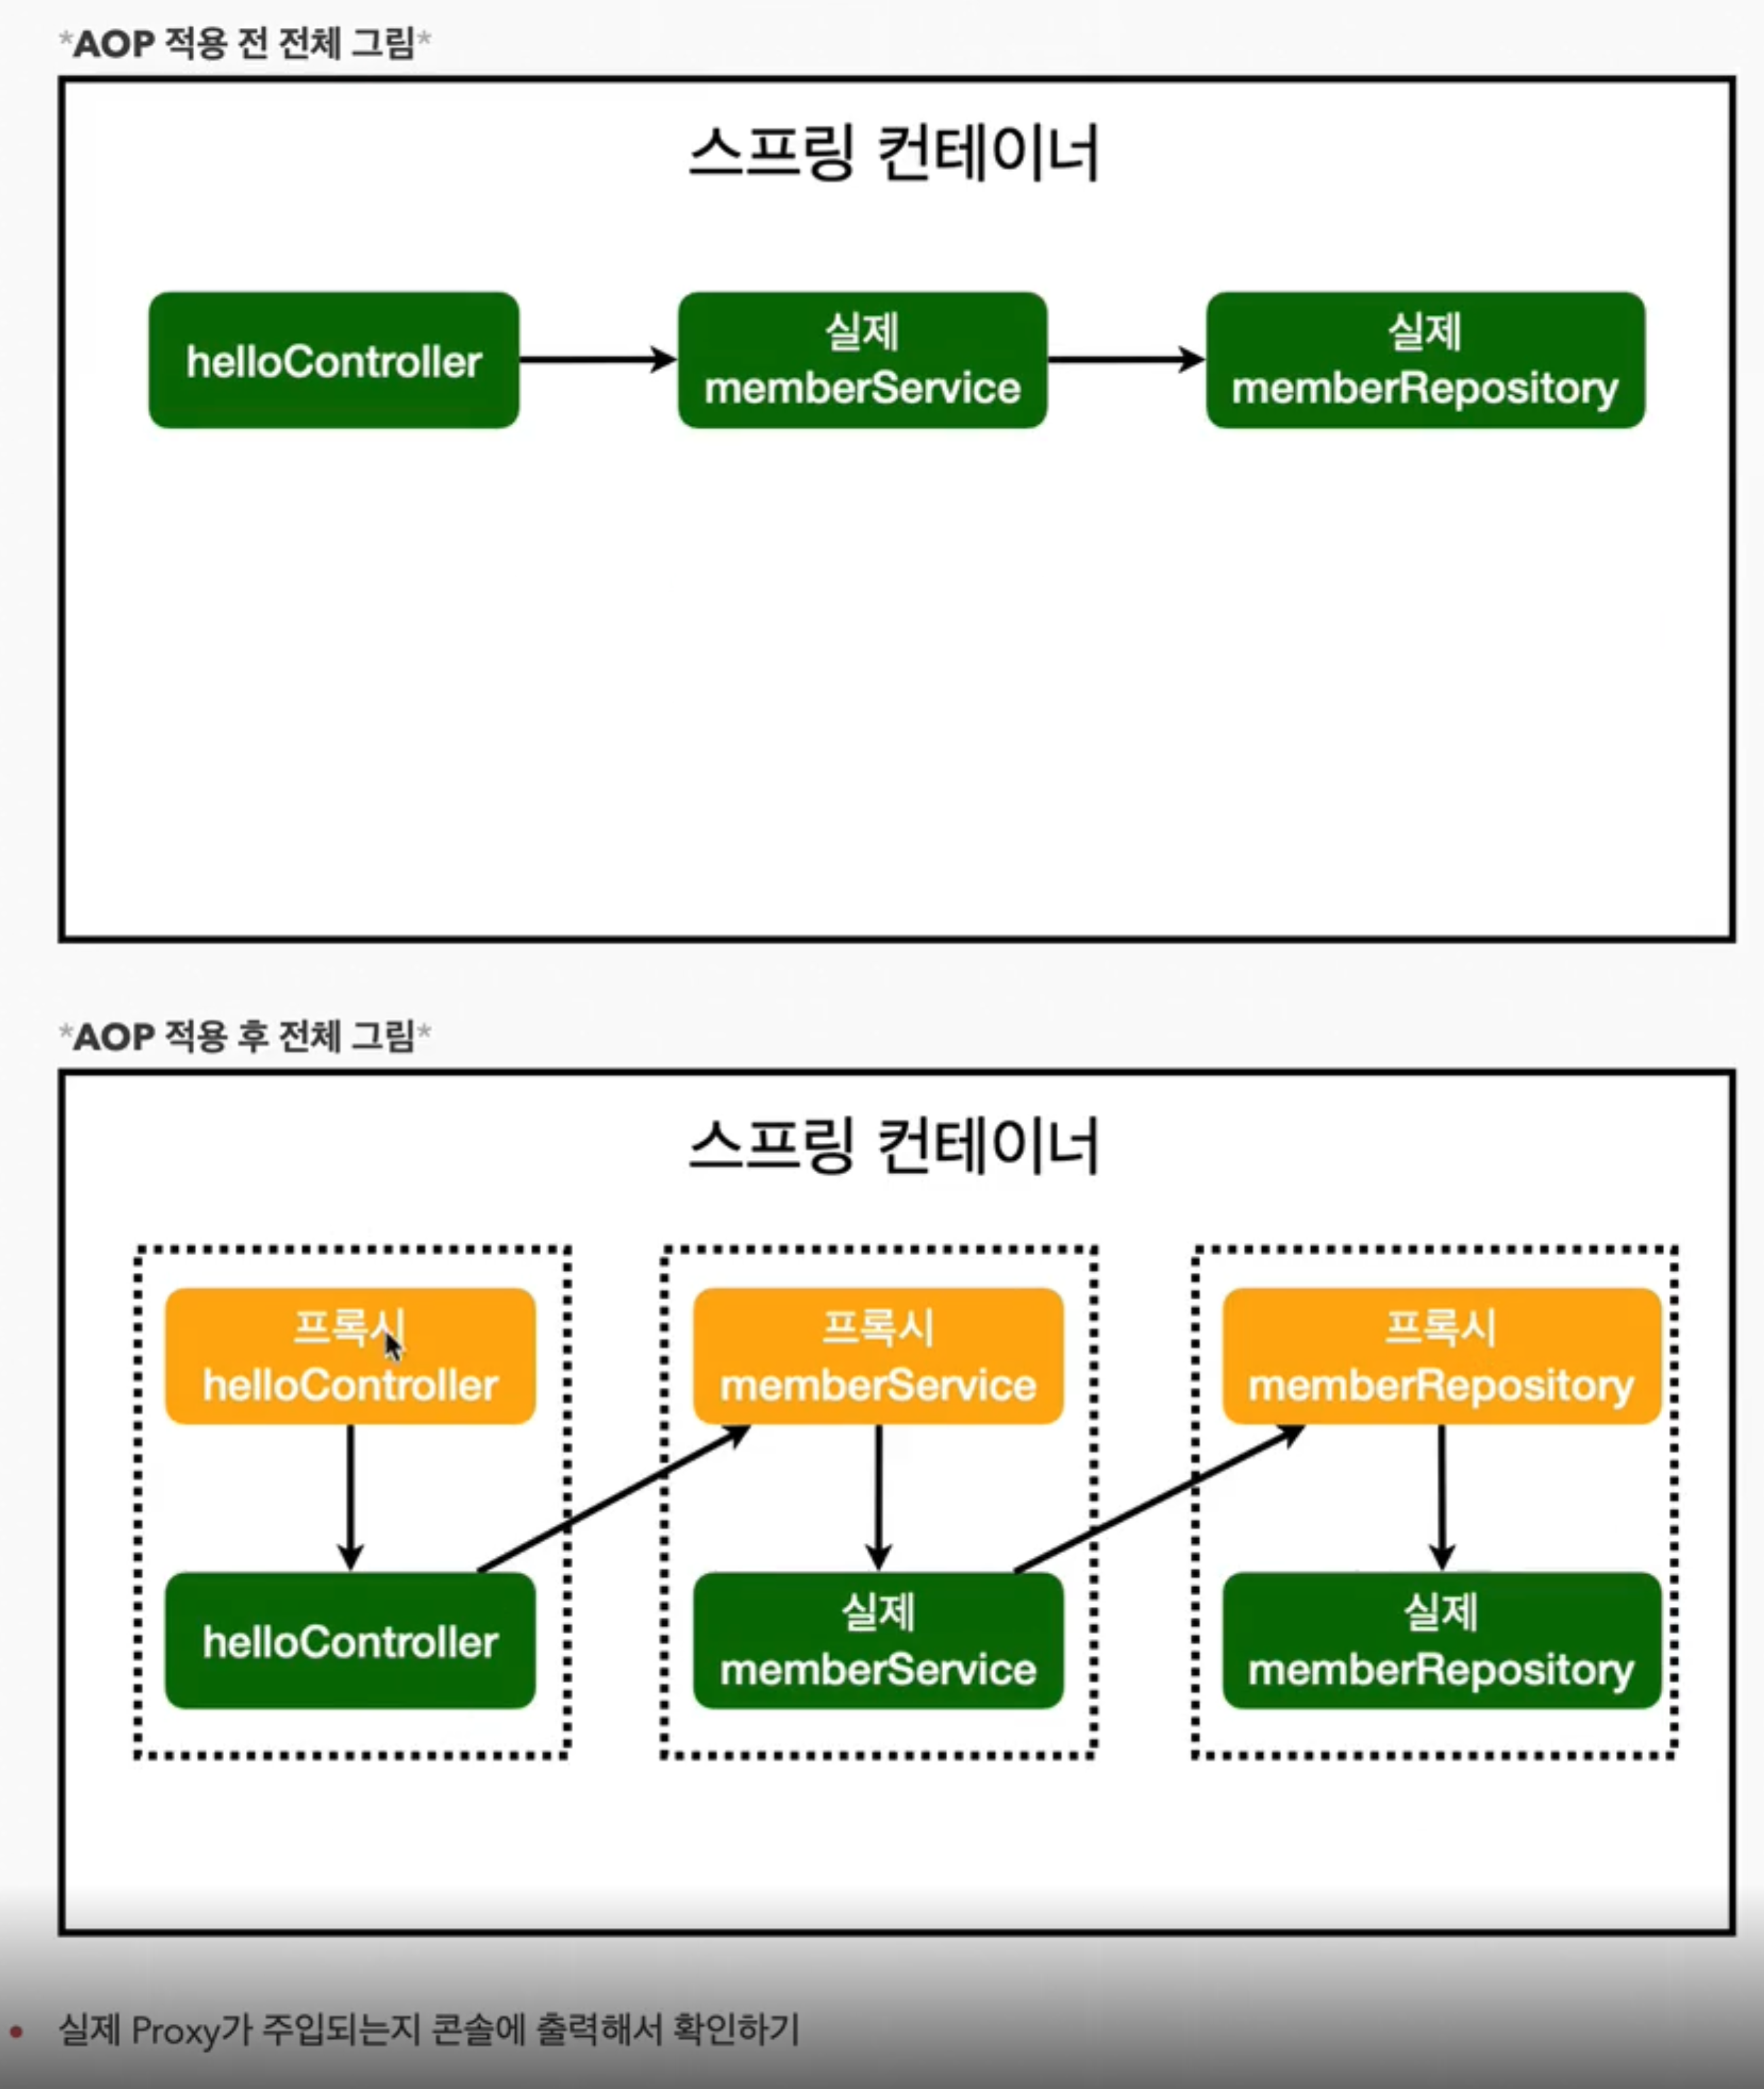 *AOP 적용 전 전체 그림*
스프링 컨테이너
helloController
실제
memberService
실제
memberRepository
*AOP 적용 후 전체 그림*
스프링 컨테이너
프록시
helloController
프록시
memberService
프록시
memberRepository
helloController
실제
memberService
실제
memberRepository
• 실제 Proxy가 주입되는지 콘솔에 출력해서 확인하기